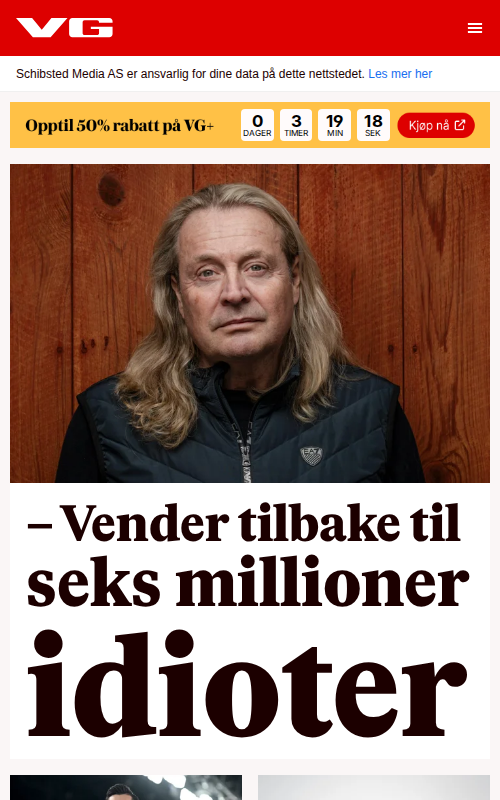 VG
Schibsted Media AS er ansvarlig for dine data på dette nettstedet. Les mer her
Opptil 50% rabatt på VG+
0 3 19 18
DAGER TIMER MIN SEK
Kjøp nå
EA7
– Vender tilbake til
seks millioner
idioter